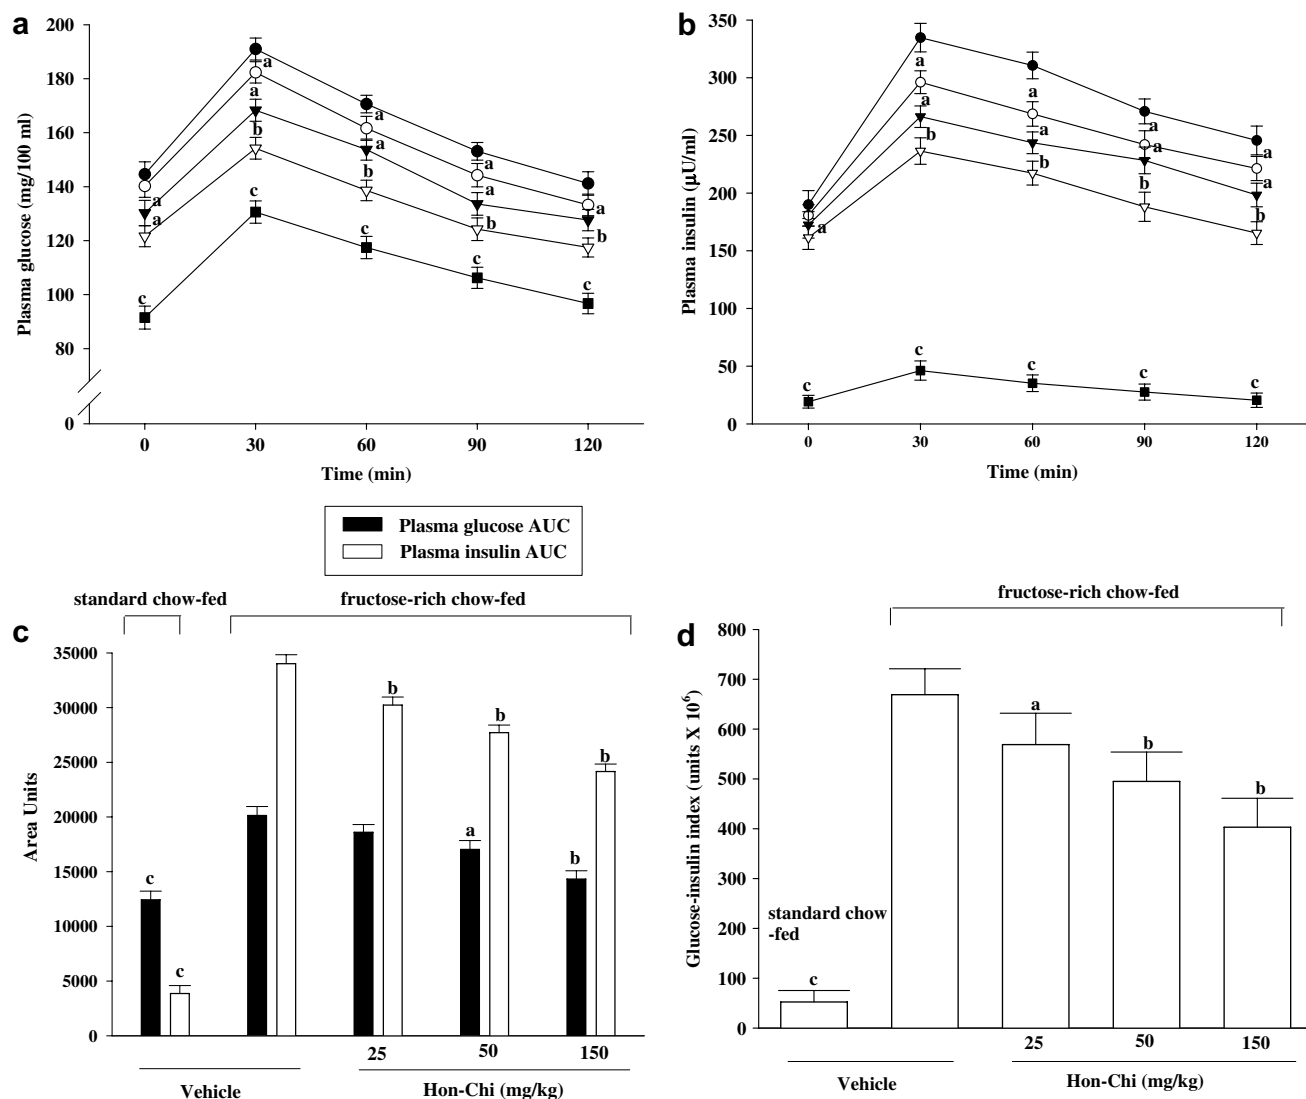 a
200
180
160
140
120
100
80
0
Plasma glucose (mg/100 ml)
a
a
b
c
a
a
b
c
a
a
b
c
a
b
c
a
a
c
0 30 60 90 120
Time (min)
b
350
300
250
200
150
100
50
0
Plasma insulin (μU/ml)
a
a
b
c
a
a
b
c
a
a
b
c
a
a
b
c
a
c
0 30 60 90 120
Time (min)
Plasma glucose AUC
Plasma insulin AUC
standard chow-fed
fructose-rich chow-fed
c
35000
30000
25000
20000
15000
10000
5000
0
Area Units
c
c
b
a
b
b
b
25 50 150
Vehicle
Hon-Chi (mg/kg)
fructose-rich chow-fed
d
800
700
600
500
400
300
200
100
0
Glucose-insulin index (units X 10⁶)
standard chow
-fed
c
a
b
b
25 50 150
Vehicle
Hon-Chi (mg/kg)